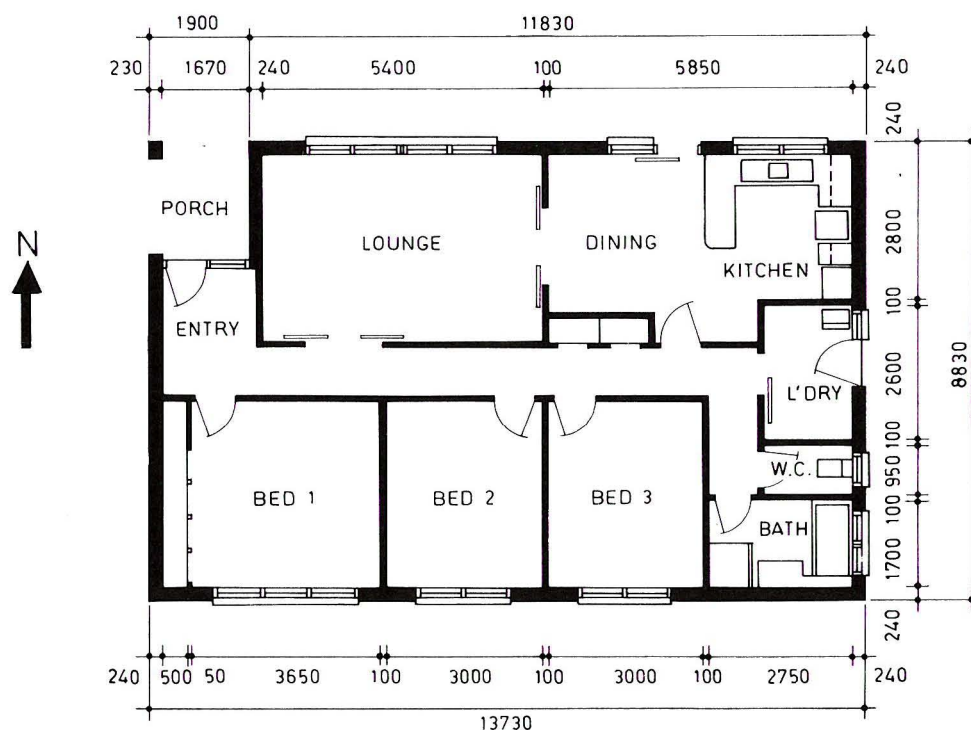 1900 11830
230 1670 240 5400 100 5850 240
240
PORCH
LOUNGE DINING
2800
N
KITCHEN
ENTRY
100
8830
2600
L'DRY
100
W.C.
950
BED 1 BED 2 BED 3
100
BATH
1700
240
240 500 50 3650 100 3000 100 3000 100 2750 240
13730